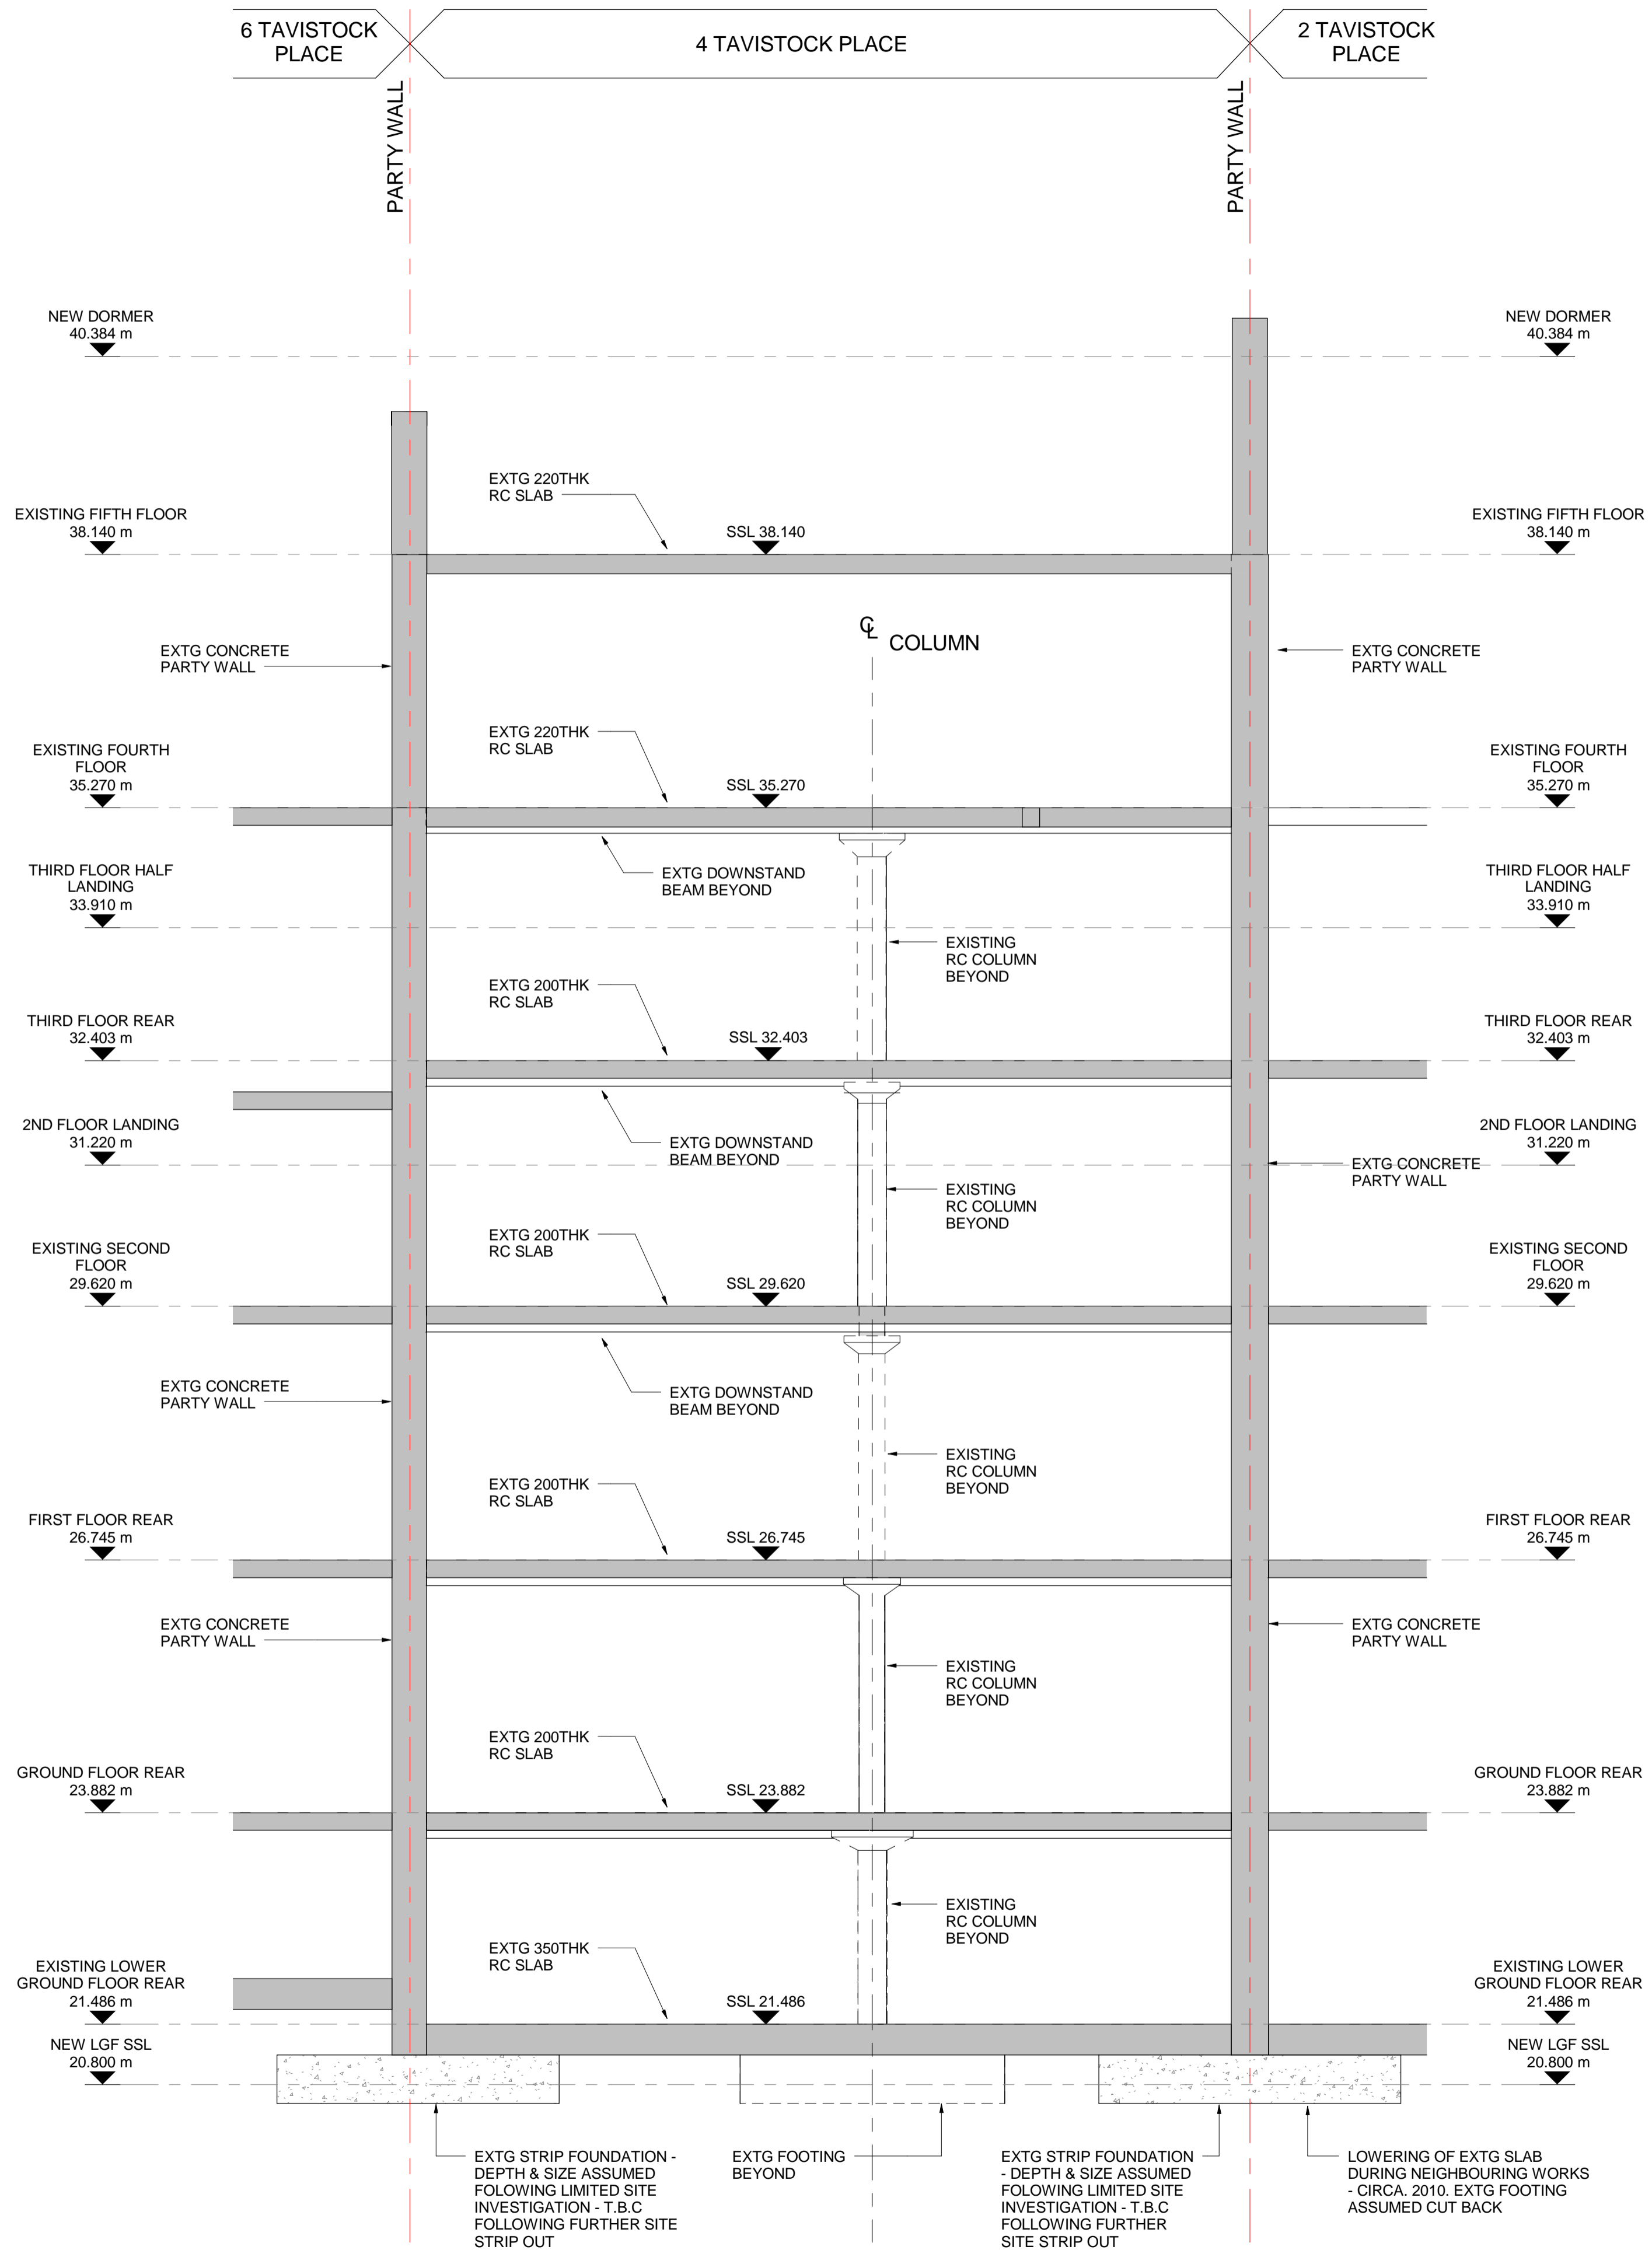 6 TAVISTOCK
PLACE
4 TAVISTOCK PLACE
2 TAVISTOCK
PLACE
PARTY WALL
PARTY WALL
NEW DORMER
40.384 m
NEW DORMER
40.384 m
EXTG 220THK
RC SLAB
EXISTING FIFTH FLOOR
38.140 m
SSL 38.140
EXISTING FIFTH FLOOR
38.140 m
℄
COLUMN
EXTG CONCRETE
PARTY WALL
EXTG CONCRETE
PARTY WALL
EXTG 220THK
RC SLAB
EXISTING FOURTH
FLOOR
35.270 m
SSL 35.270
EXISTING FOURTH
FLOOR
35.270 m
EXTG DOWNSTAND
BEAM BEYOND
THIRD FLOOR HALF
LANDING
33.910 m
THIRD FLOOR HALF
LANDING
33.910 m
EXISTING
RC COLUMN
BEYOND
EXTG 200THK
RC SLAB
THIRD FLOOR REAR
32.403 m
SSL 32.403
THIRD FLOOR REAR
32.403 m
2ND FLOOR LANDING
31.220 m
EXTG DOWNSTAND
BEAM BEYOND
2ND FLOOR LANDING
31.220 m
EXTG CONCRETE
PARTY WALL
EXISTING
RC COLUMN
BEYOND
EXTG 200THK
RC SLAB
EXISTING SECOND
FLOOR
29.620 m
SSL 29.620
EXISTING SECOND
FLOOR
29.620 m
EXTG CONCRETE
PARTY WALL
EXTG DOWNSTAND
BEAM BEYOND
EXISTING
RC COLUMN
BEYOND
EXTG 200THK
RC SLAB
FIRST FLOOR REAR
26.745 m
SSL 26.745
FIRST FLOOR REAR
26.745 m
EXTG CONCRETE
PARTY WALL
EXTG CONCRETE
PARTY WALL
EXISTING
RC COLUMN
BEYOND
EXTG 200THK
RC SLAB
GROUND FLOOR REAR
23.882 m
SSL 23.882
GROUND FLOOR REAR
23.882 m
EXISTING
RC COLUMN
BEYOND
EXTG 350THK
RC SLAB
EXISTING LOWER
GROUND FLOOR REAR
21.486 m
SSL 21.486
EXISTING LOWER
GROUND FLOOR REAR
21.486 m
NEW LGF SSL
20.800 m
NEW LGF SSL
20.800 m
EXTG STRIP FOUNDATION -
DEPTH & SIZE ASSUMED
FOLOWING LIMITED SITE
INVESTIGATION - T.B.C
FOLLOWING FURTHER SITE
STRIP OUT
EXTG FOOTING
BEYOND
EXTG STRIP FOUNDATION
- DEPTH & SIZE ASSUMED
FOLOWING LIMITED SITE
INVESTIGATION - T.B.C
FOLLOWING FURTHER
SITE STRIP OUT
LOWERING OF EXTG SLAB
DURING NEIGHBOURING WORKS
- CIRCA. 2010. EXTG FOOTING
ASSUMED CUT BACK